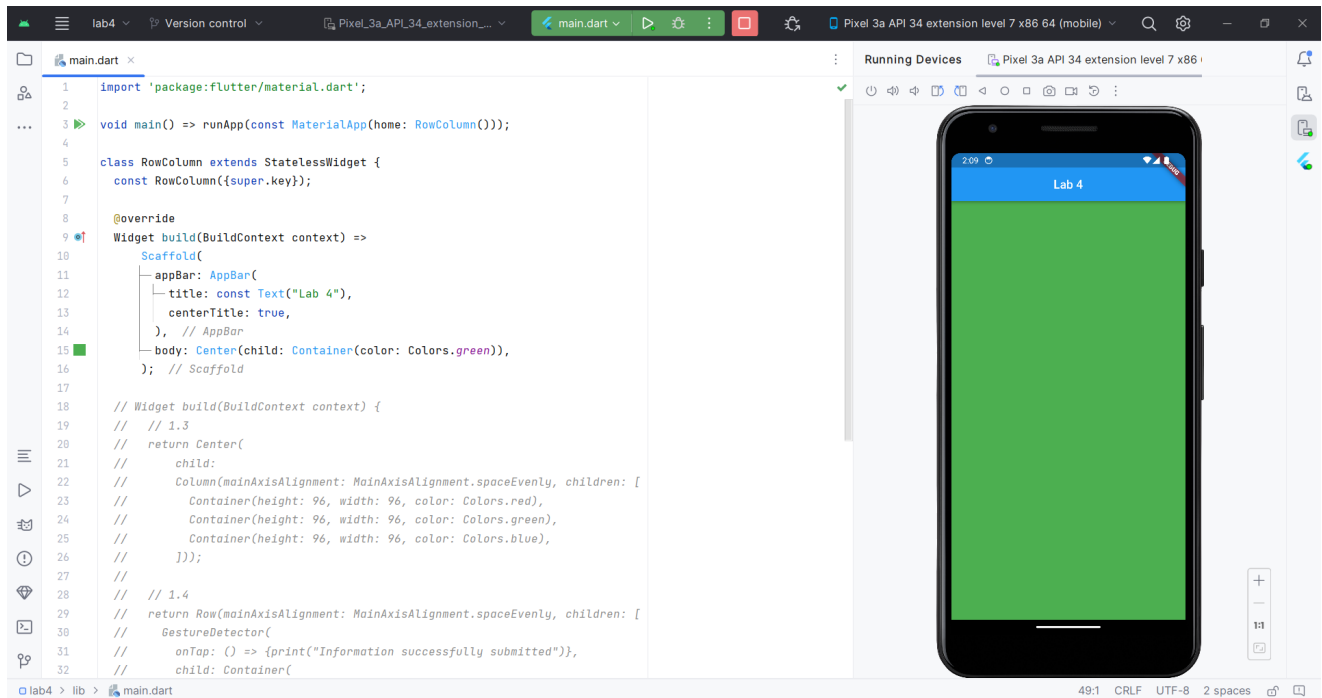 lab4
Version control
Pixel_3a_API_34_extension_...
main.dart
Pixel 3a API 34 extension level 7 x86 64 (mobile)
main.dart
Running Devices
Pixel 3a API 34 extension level 7 x86
1 import 'package:flutter/material.dart';
2
3 void main() => runApp(const MaterialApp(home: RowColumn()));
4
5 class RowColumn extends StatelessWidget {
6 const RowColumn({super.key});
7
8 @override
9 Widget build(BuildContext context) =>
10 Scaffold(
11 appBar: AppBar(
12 title: const Text("Lab 4"),
13 centerTitle: true,
14 ), // AppBar
15 body: Center(child: Container(color: Colors.green)),
16 ); // Scaffold
17
18 // Widget build(BuildContext context) {
19 // // 1.3
20 // return Center(
21 // child:
22 // Column(mainAxisAlignment: MainAxisAlignment.spaceEvenly, children: [
23 // Container(height: 96, width: 96, color: Colors.red),
24 // Container(height: 96, width: 96, color: Colors.green),
25 // Container(height: 96, width: 96, color: Colors.blue),
26 // ]));
27 //
28 // // 1.4
29 // return Row(mainAxisAlignment: MainAxisAlignment.spaceEvenly, children: [
30 // GestureDetector(
31 // onTap: () => {print("Information successfully submitted")},
32 // child: Container(
2:09
DEBUG
Lab 4
1:1
lab4 > lib > main.dart
49:1 CRLF UTF-8 2 spaces